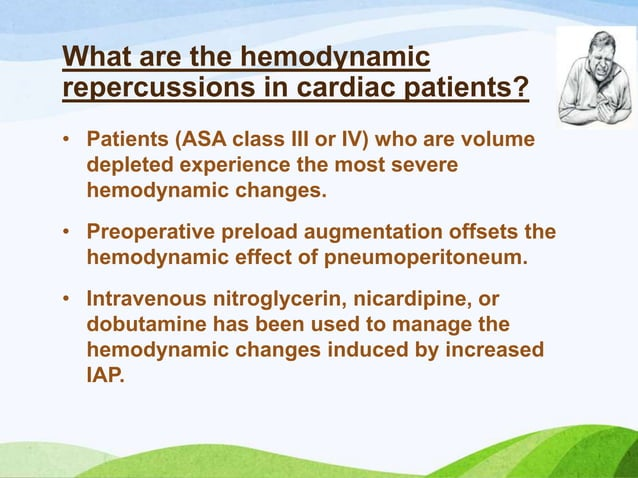 What are the hemodynamic
repercussions in cardiac patients?
• Patients (ASA class III or IV) who are volume
depleted experience the most severe
hemodynamic changes.
• Preoperative preload augmentation offsets the
hemodynamic effect of pneumoperitoneum.
• Intravenous nitroglycerin, nicardipine, or
dobutamine has been used to manage the
hemodynamic changes induced by increased
IAP.